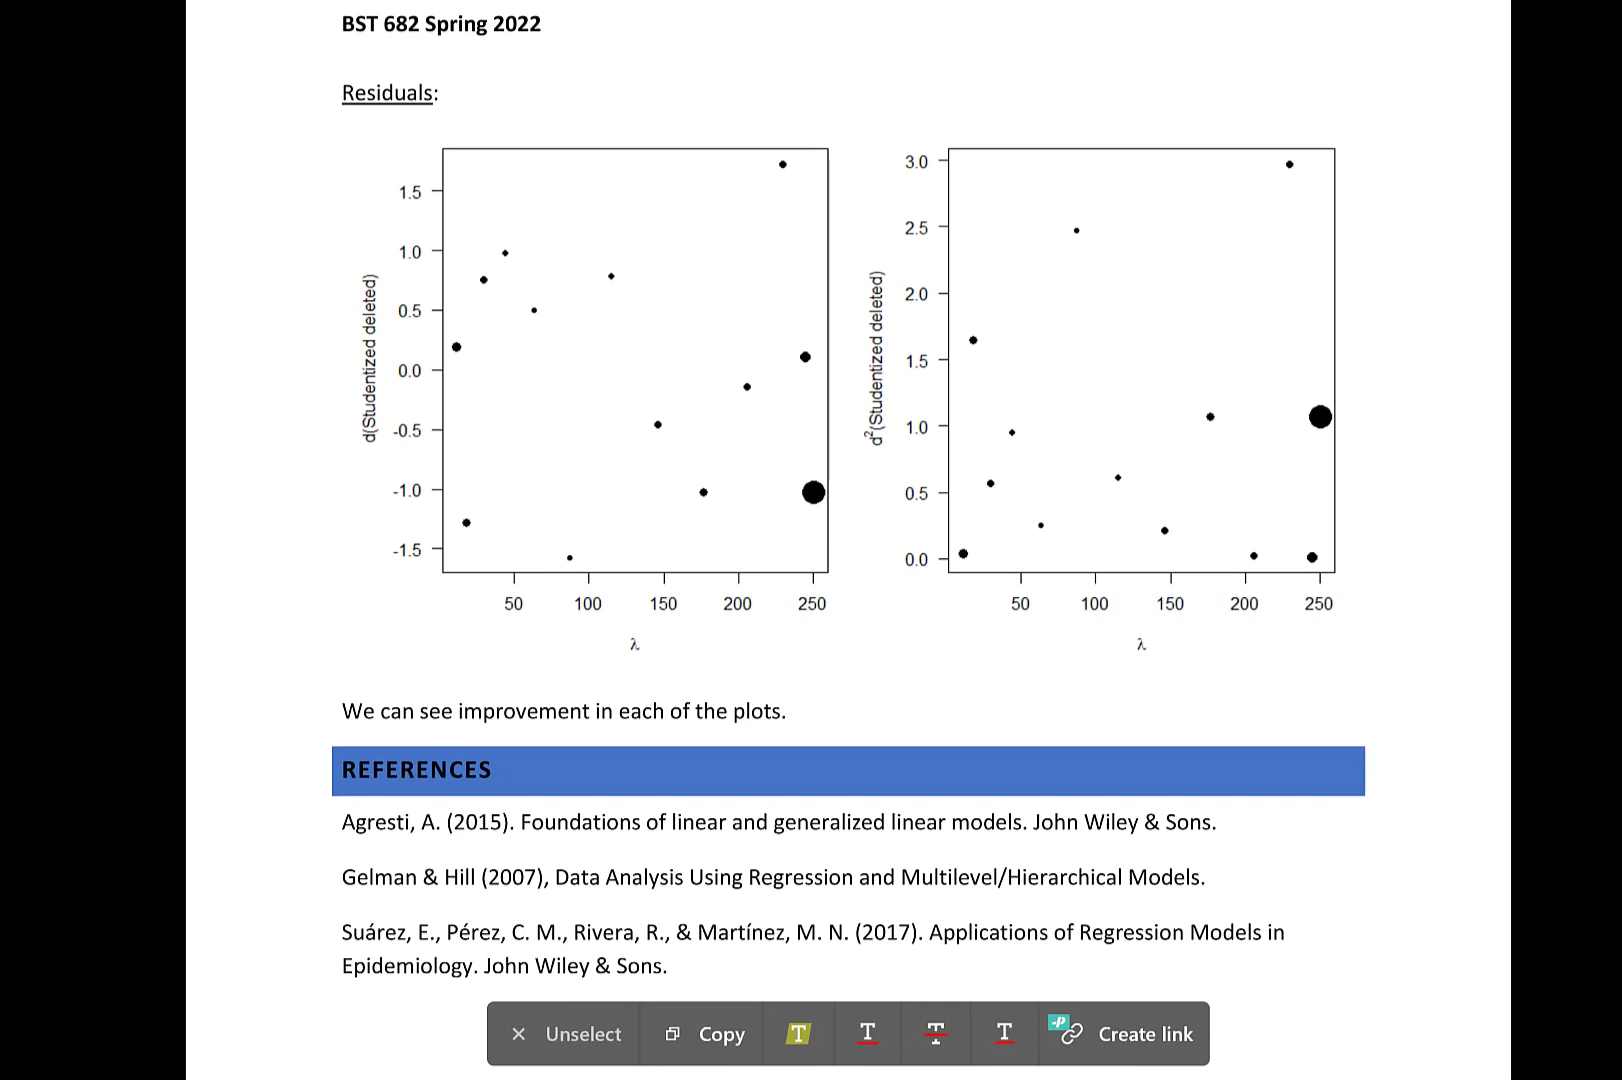 BST 682 Spring 2022
Residuals:
d(Studentized deleted)
1.5
1.0
0.5
0.0
-0.5
-1.0
-1.5
50 100 150 200 250
λ
d²(Studentized deleted)
3.0
2.5
2.0
1.5
1.0
0.5
0.0
50 100 150 200 250
λ
We can see improvement in each of the plots.
REFERENCES
Agresti, A. (2015). Foundations of linear and generalized linear models. John Wiley & Sons.
Gelman & Hill (2007), Data Analysis Using Regression and Multilevel/Hierarchical Models.
Suárez, E., Pérez, C. M., Rivera, R., & Martínez, M. N. (2017). Applications of Regression Models in
Epidemiology. John Wiley & Sons.
Unselect Copy T T T T P Create link